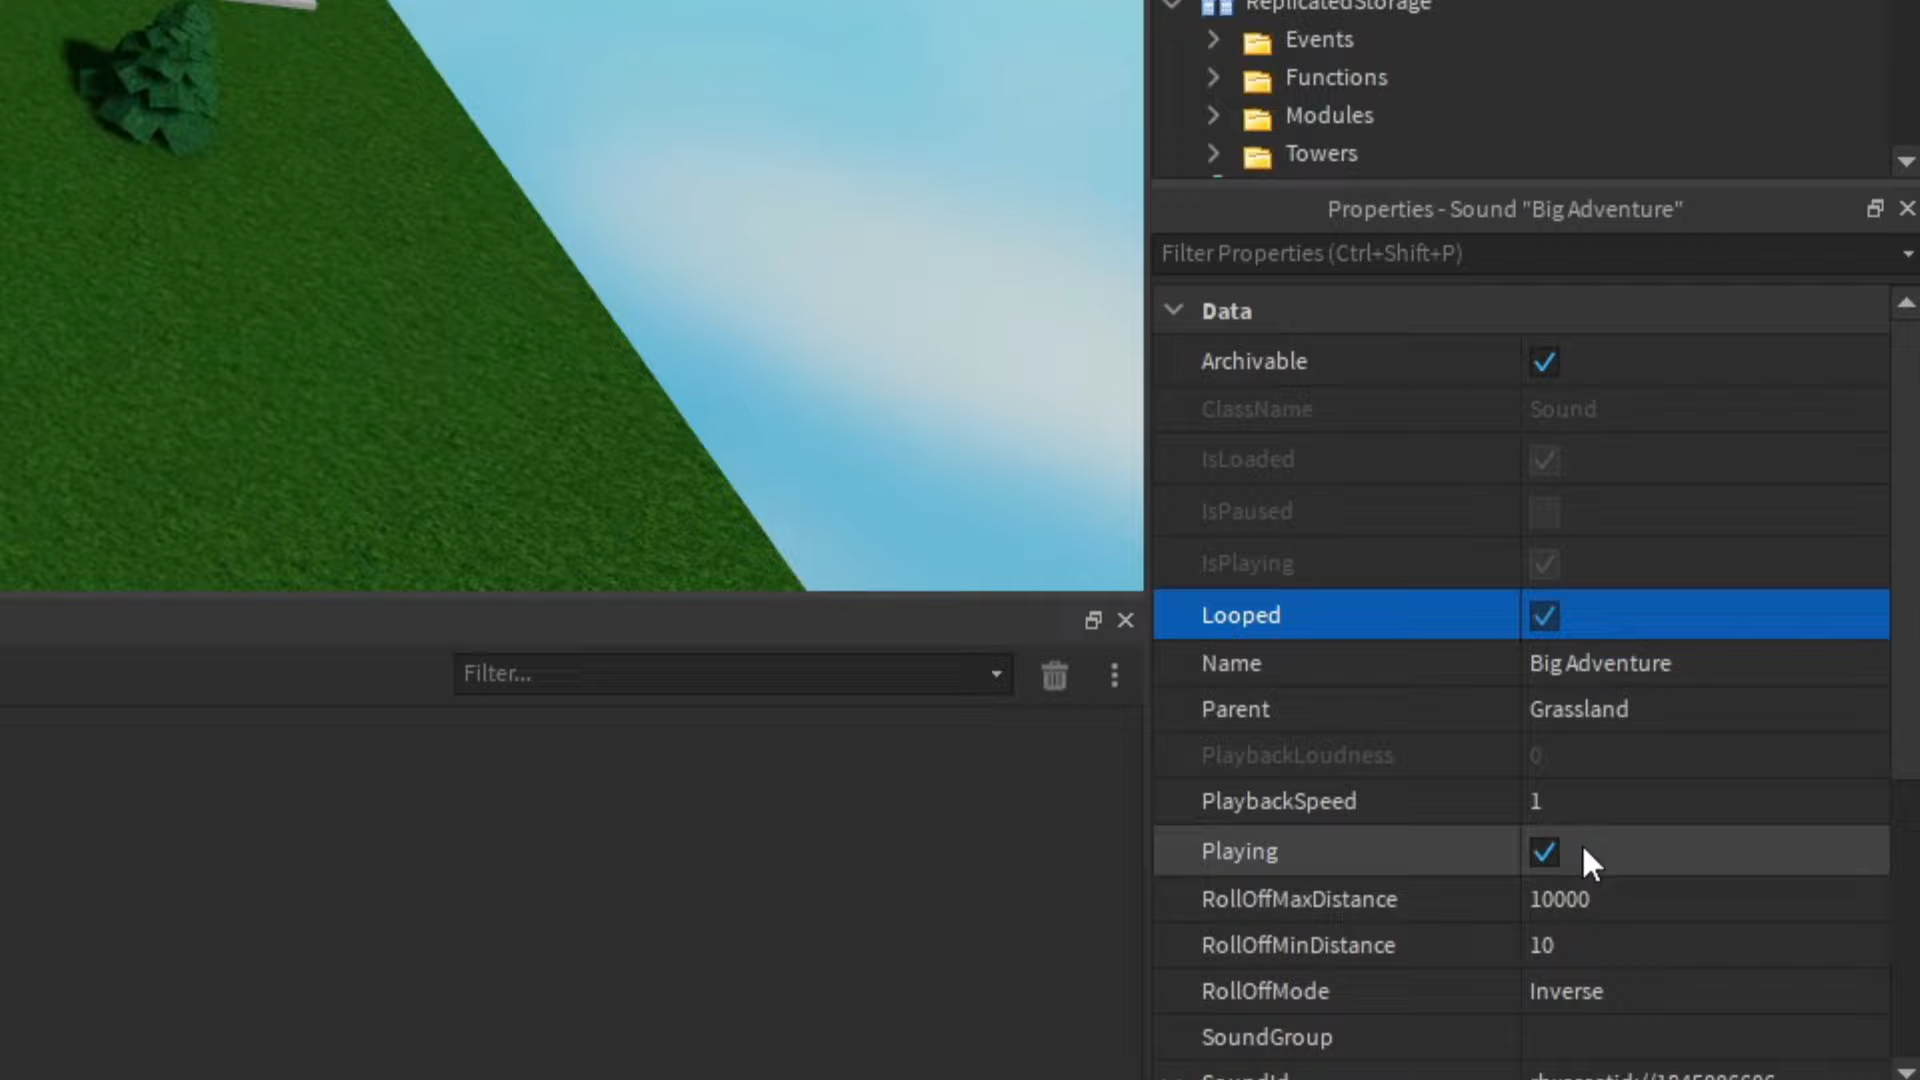 ReplicatedStorage
Events
Functions
Modules
Towers
Properties - Sound "Big Adventure"
Filter Properties (Ctrl+Shift+P)
Data
Archivable
ClassName Sound
IsLoaded
IsPaused
IsPlaying
Looped
Name Big Adventure
Parent Grassland
PlaybackLoudness 0
PlaybackSpeed 1
Playing
RollOffMaxDistance 10000
RollOffMinDistance 10
RollOffMode Inverse
SoundGroup
SoundId
Filter...